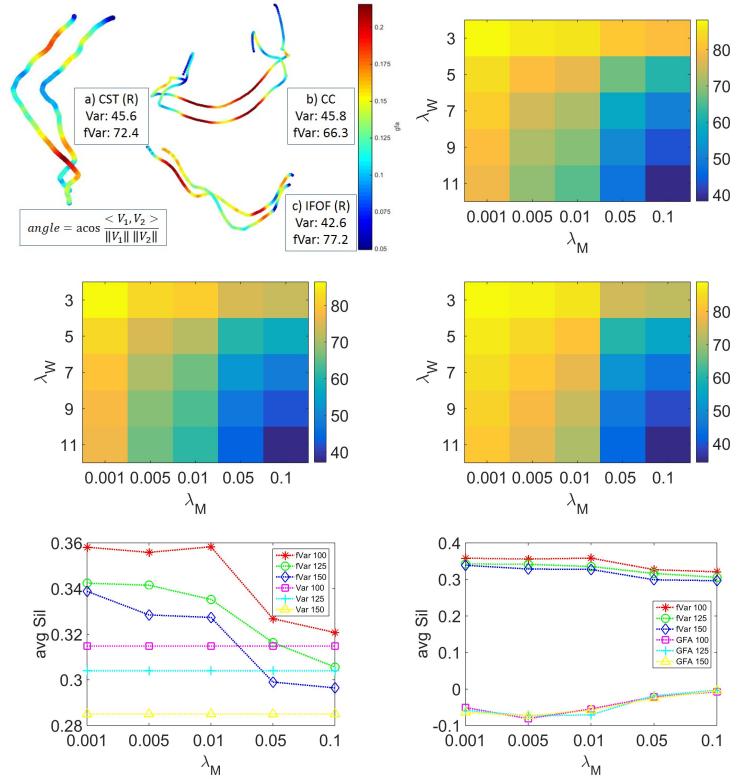 a) CST (R)
Var: 45.6
fVar: 72.4
b) CC
Var: 45.8
fVar: 66.3
c) IFOF (R)
Var: 42.6
fVar: 77.2
angle = acos < V1, V2 > / ‖V1‖ ‖V2‖
0.2
0.15
0.1
0.05
gfa
λW
3
5
7
9
11
0.001 0.005 0.01 0.05 0.1
λM
80
70
60
50
40
λW
3
5
7
9
11
0.001 0.005 0.01 0.05 0.1
λM
80
70
60
50
40
λW
3
5
7
9
11
0.001 0.005 0.01 0.05 0.1
λM
80
70
60
50
40
avg Sil
0.36
0.34
0.32
0.3
0.28
0.001 0.005 0.01 0.05 0.1
λM
fVar 100
fVar 125
fVar 150
Var 100
Var 125
Var 150
avg Sil
0.4
0.3
0.2
0.1
0
-0.1
0.001 0.005 0.01 0.05 0.1
λM
fVar 100
fVar 125
fVar 150
GFA 100
GFA 125
GFA 150